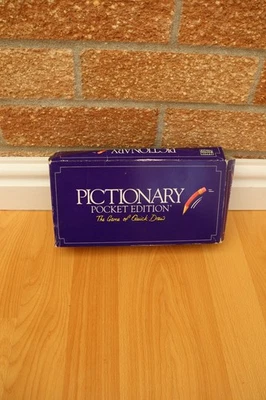 PICTIONARY
PICTIONARY
POCKET EDITION
The Game of Quick Draw